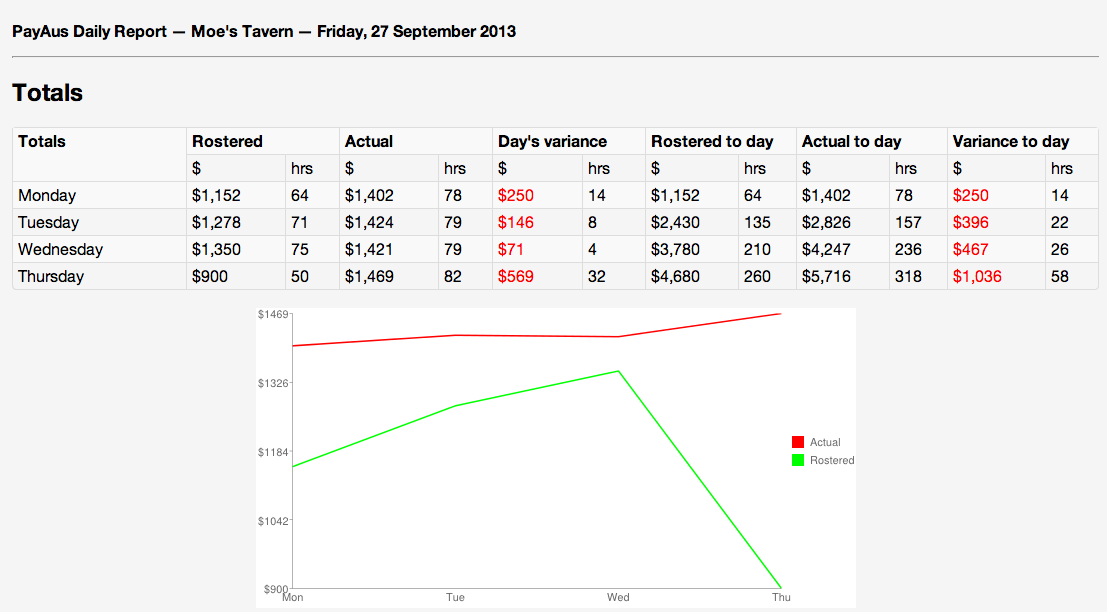 PayAus Daily Report — Moe's Tavern — Friday, 27 September 2013
Totals
Totals Rostered Actual Day's variance Rostered to day Actual to day Variance to day
$ hrs $ hrs $ hrs $ hrs $ hrs $ hrs
Monday $1,152 64 $1,402 78 $250 14 $1,152 64 $1,402 78 $250 14
Tuesday $1,278 71 $1,424 79 $146 8 $2,430 135 $2,826 157 $396 22
Wednesday $1,350 75 $1,421 79 $71 4 $3,780 210 $4,247 236 $467 26
Thursday $900 50 $1,469 82 $569 32 $4,680 260 $5,716 318 $1,036 58
$1469
$1326
$1184
$1042
$900
Actual
Rostered
Mon Tue Wed Thu